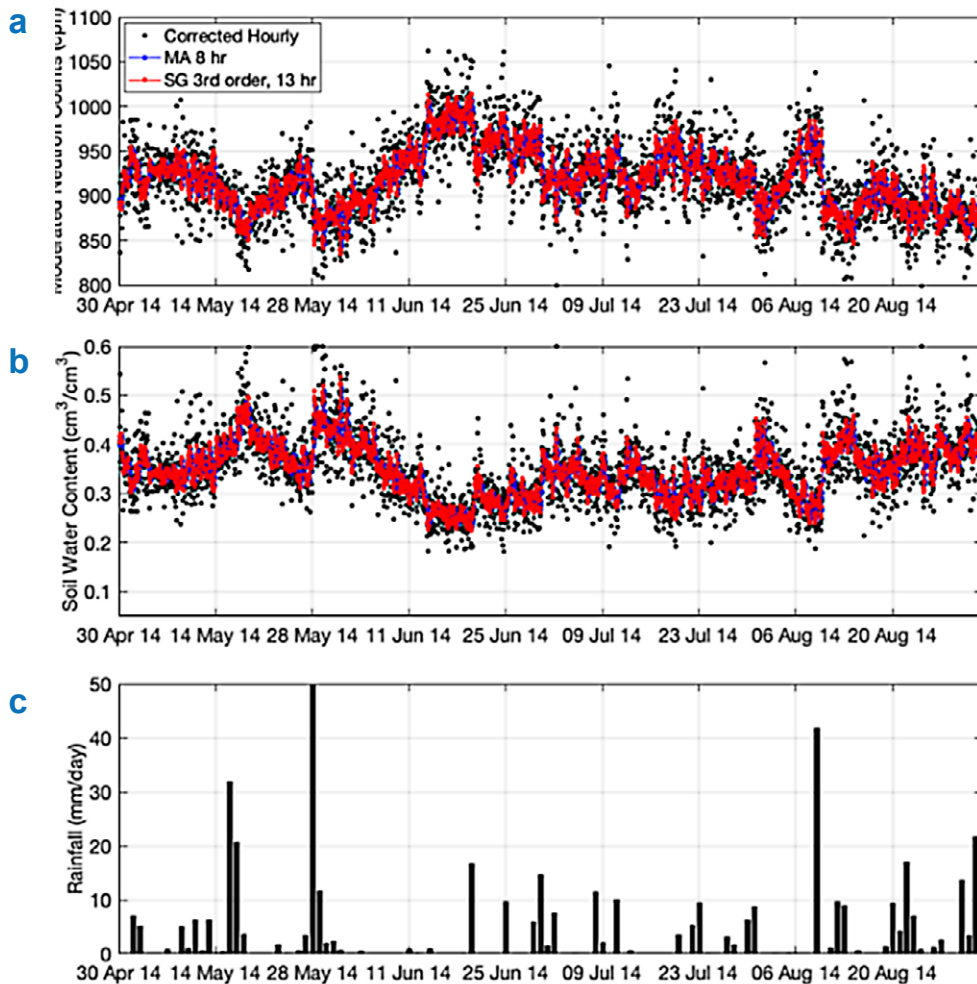 a
Moderated Neutron Counts (cph)
1100
1050
1000
950
900
850
800
Corrected Hourly
MA 8 hr
SG 3rd order, 13 hr
30 Apr 14 14 May 14 28 May 14 11 Jun 14 25 Jun 14 09 Jul 14 23 Jul 14 06 Aug 14 20 Aug 14
b
Soil Water Content (cm³/cm³)
0.6
0.5
0.4
0.3
0.2
0.1
30 Apr 14 14 May 14 28 May 14 11 Jun 14 25 Jun 14 09 Jul 14 23 Jul 14 06 Aug 14 20 Aug 14
c
Rainfall (mm/day)
50
40
30
20
10
0
30 Apr 14 14 May 14 28 May 14 11 Jun 14 25 Jun 14 09 Jul 14 23 Jul 14 06 Aug 14 20 Aug 14